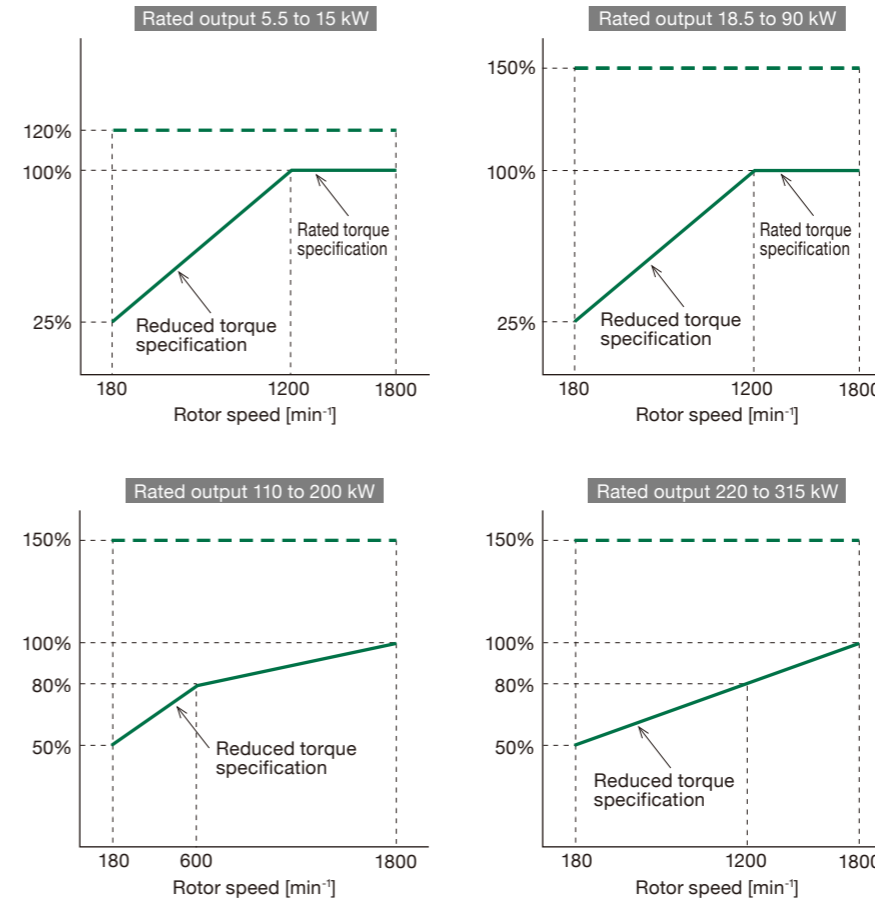 Rated output 5.5 to 15 kW
120%
100%
25%
Rated torque
specification
Reduced torque
specification
180
1200
1800
Rotor speed [min⁻¹]
Rated output 18.5 to 90 kW
150%
100%
25%
Rated torque
specification
Reduced torque
specification
180
1200
1800
Rotor speed [min⁻¹]
Rated output 110 to 200 kW
150%
100%
80%
50%
Reduced torque
specification
180
600
1800
Rotor speed [min⁻¹]
Rated output 220 to 315 kW
150%
100%
80%
50%
Reduced torque
specification
180
1200
1800
Rotor speed [min⁻¹]